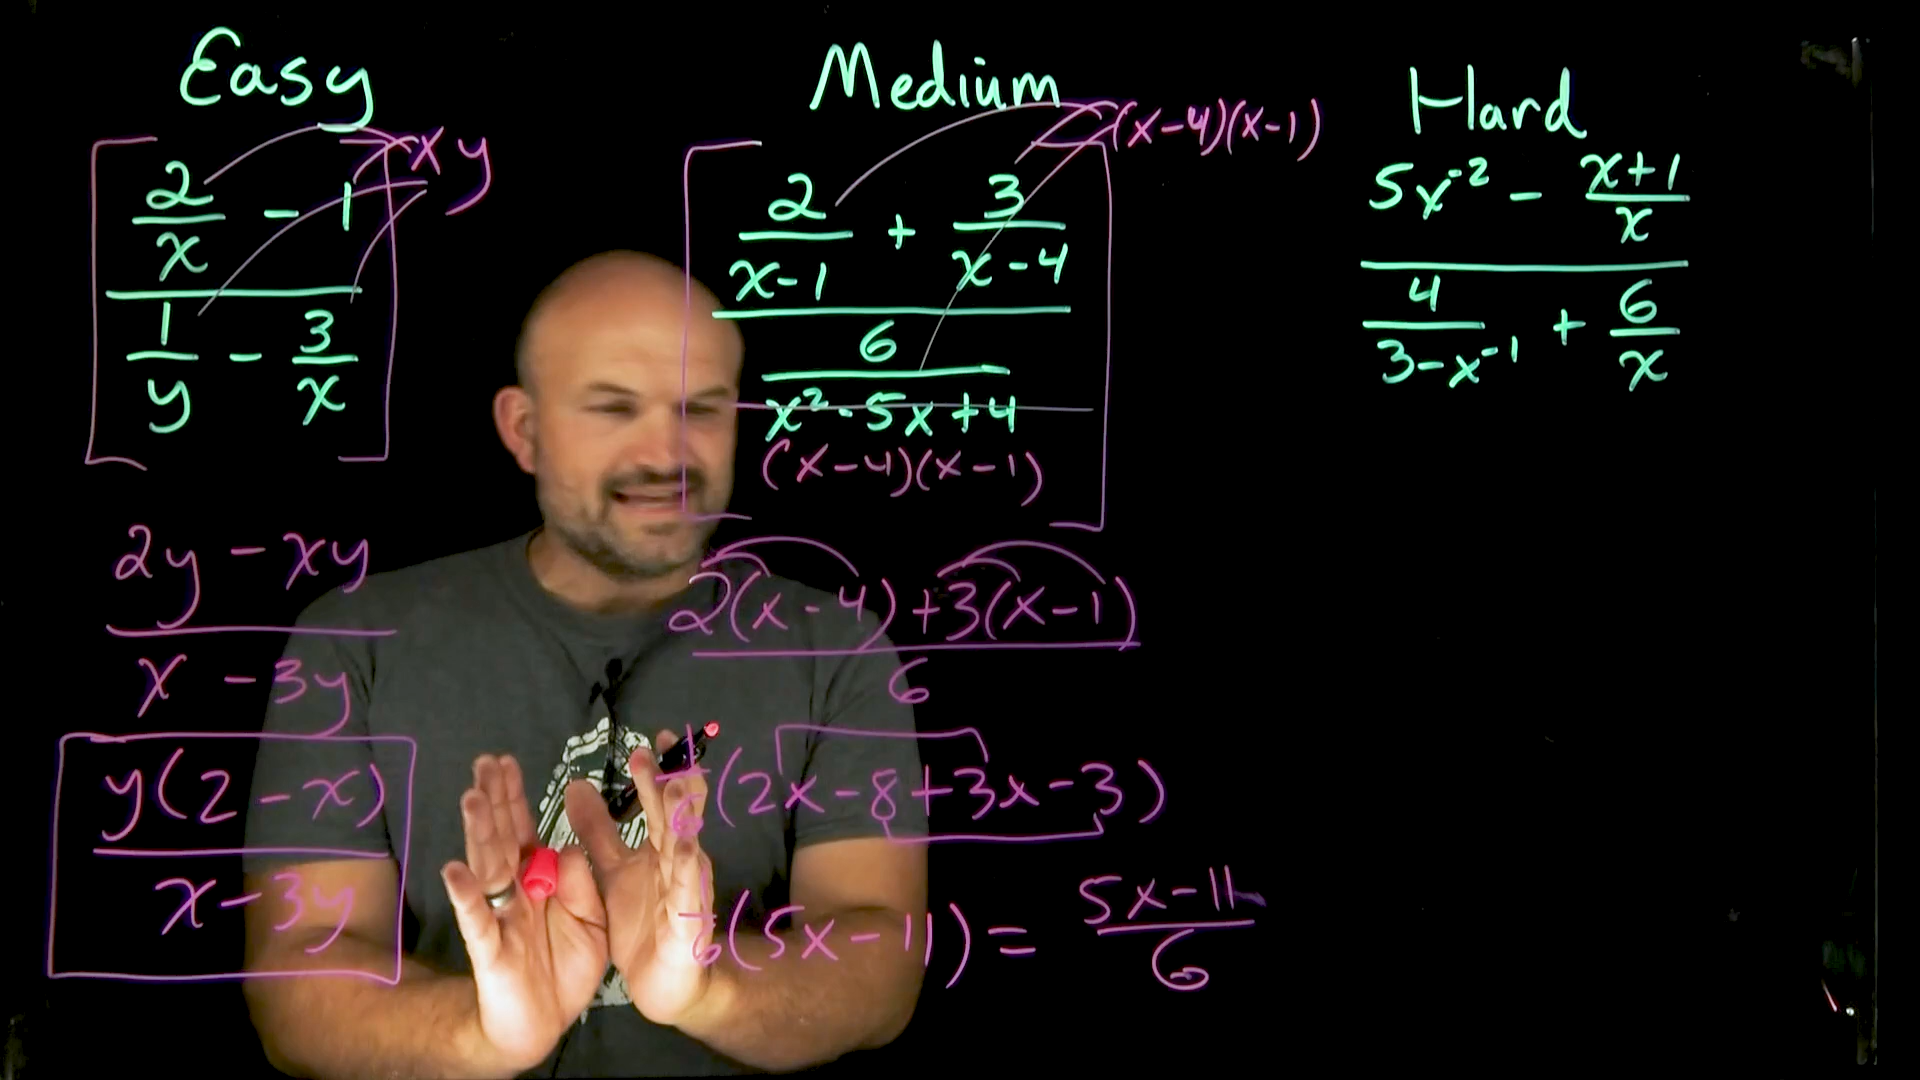 Easy
[2/x - 1] xy
1/y - 3/x
2y - xy
x - 3y
y(2 - x)
x - 3y
Medium
(x-4)(x-1)
2/(x-1) + 3/(x-4)
6
x² - 5x + 4
(x-4)(x-1)
2(x-4) + 3(x-1)
6
1/6(2x - 8 + 3x - 3)
1/6(5x - 11) = (5x - 11)/6
Hard
5x⁻² - (x+1)/x
4/(3 - x⁻¹) + 6/x